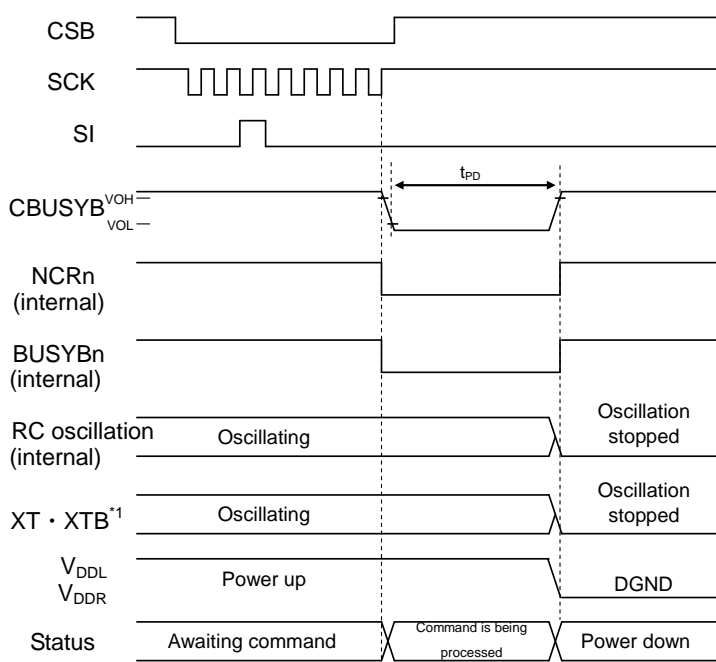 CSB
SCK
SI
tPD
CBUSYB VOH
VOL
NCRn
(internal)
BUSYBn
(internal)
RC oscillation
(internal)
Oscillating
Oscillation
stopped
XT・XTB*1
Oscillating
Oscillation
stopped
VDDL
VDDR
Power up
DGND
Status
Awaiting command
Command is being
processed
Power down